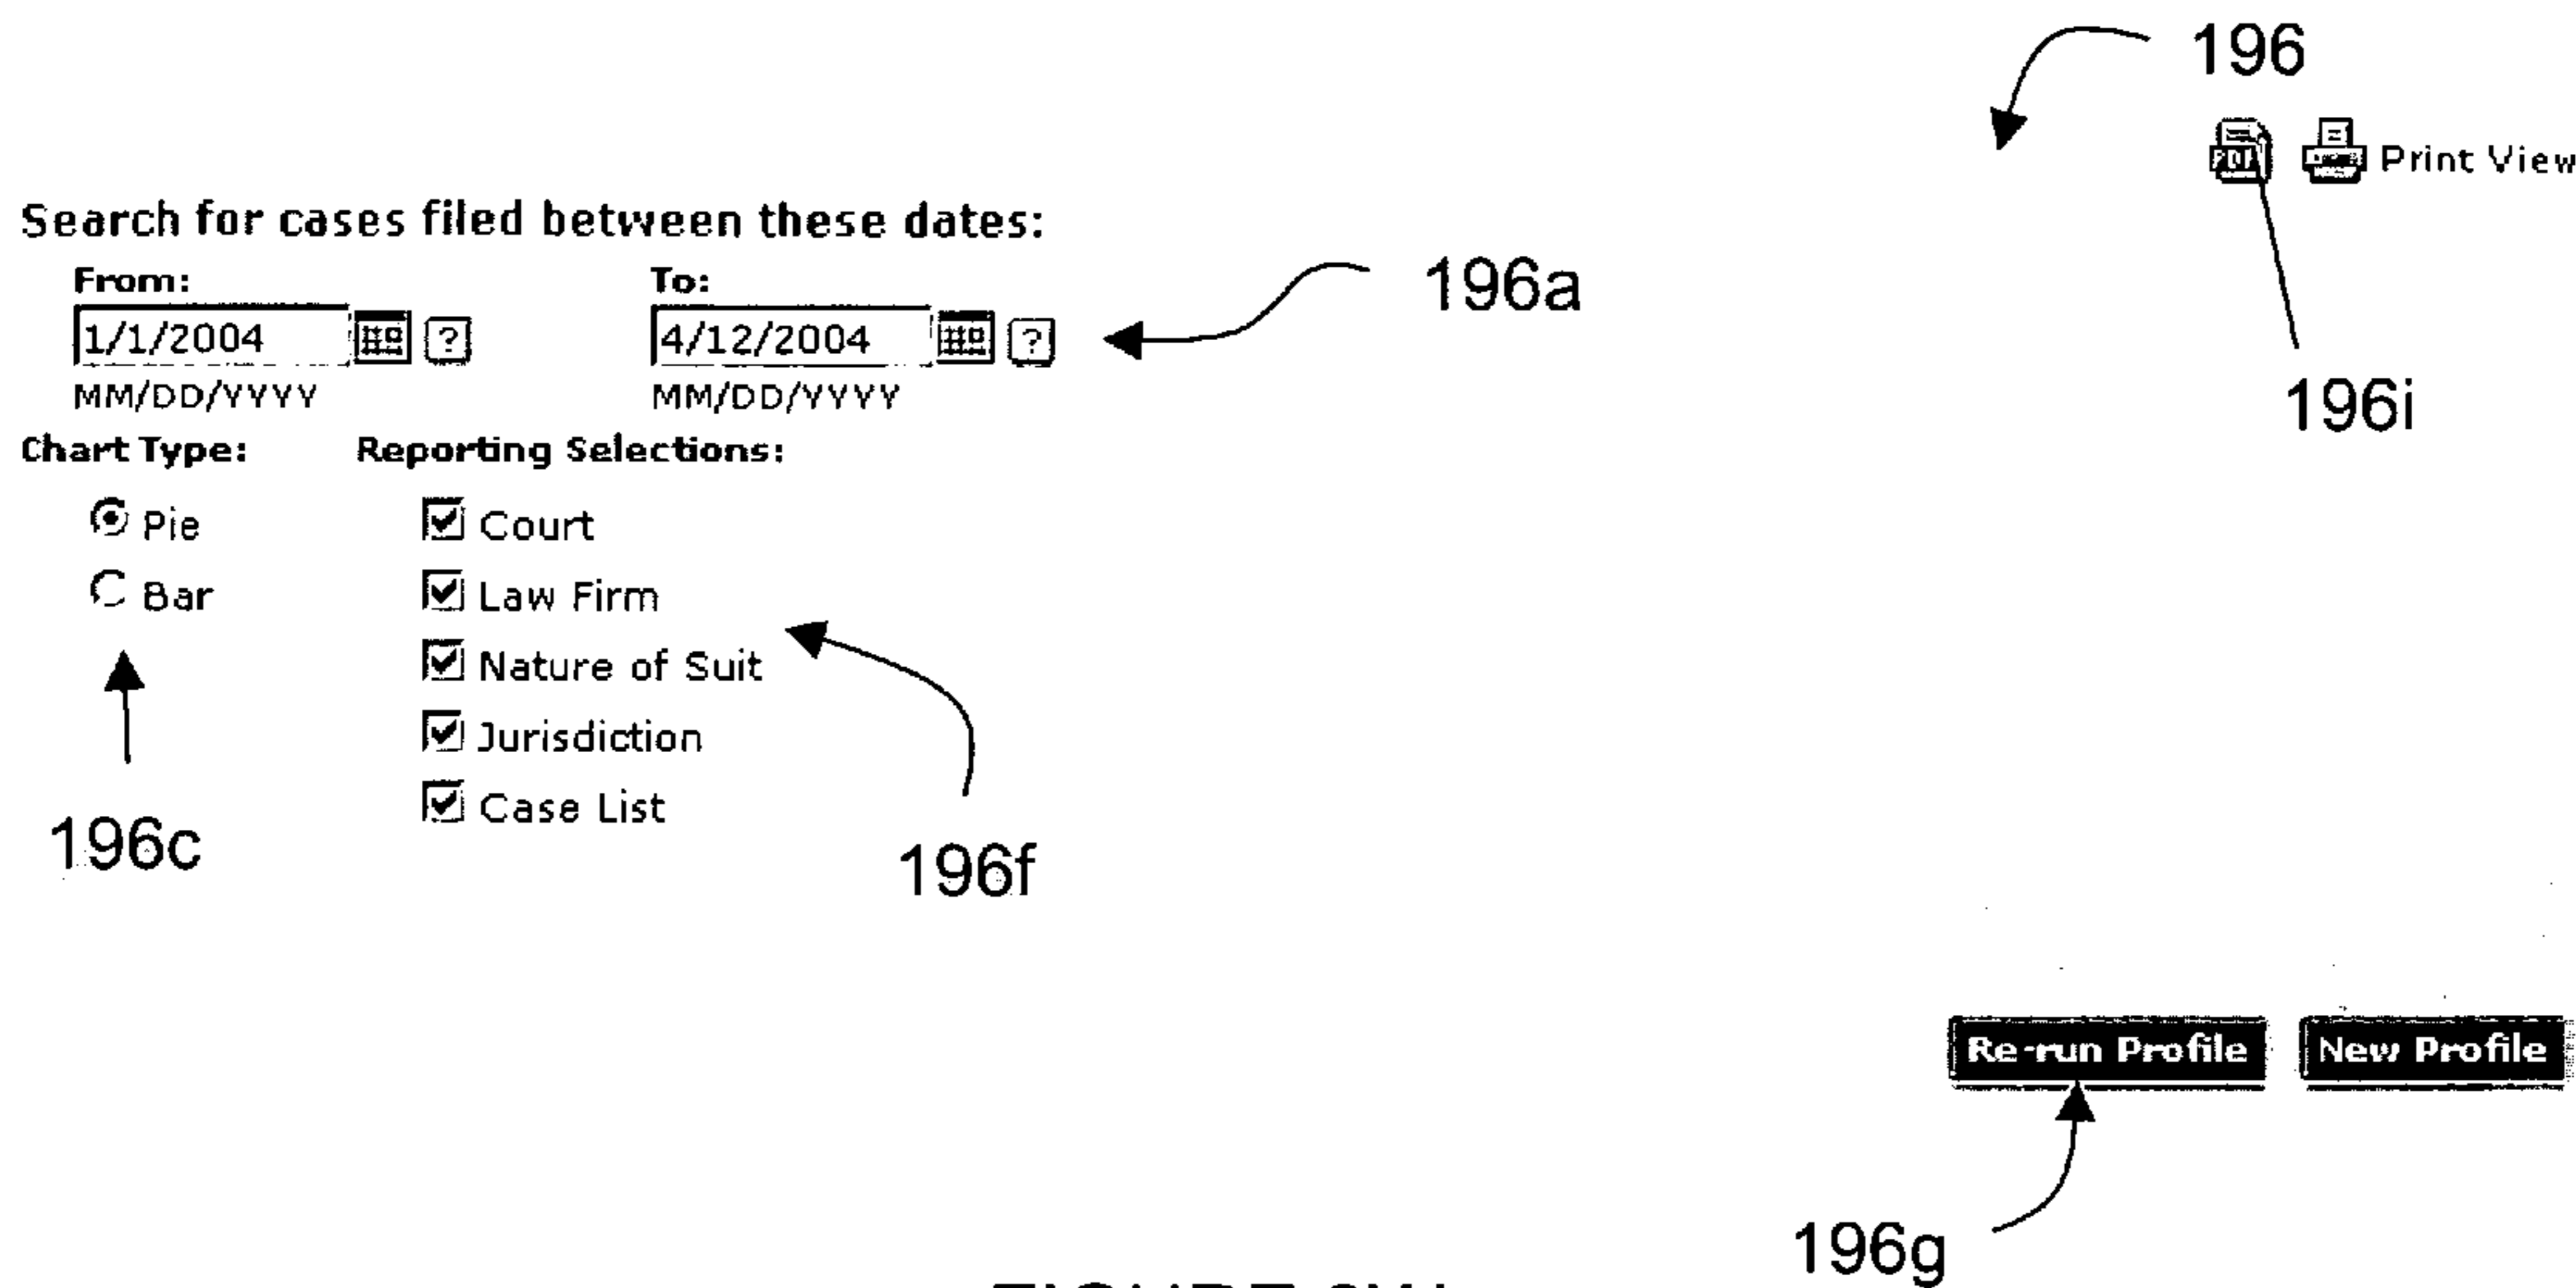 196
PDF Print View
Search for cases filed between these dates:
From: To:
196a
1/1/2004 ? 4/12/2004 ?
MM/DD/YYYY MM/DD/YYYY
196i
Chart Type: Reporting Selections:
Pie Court
Bar Law Firm
Nature of Suit
Jurisdiction
Case List
196c
196f
Re-run Profile New Profile
196g